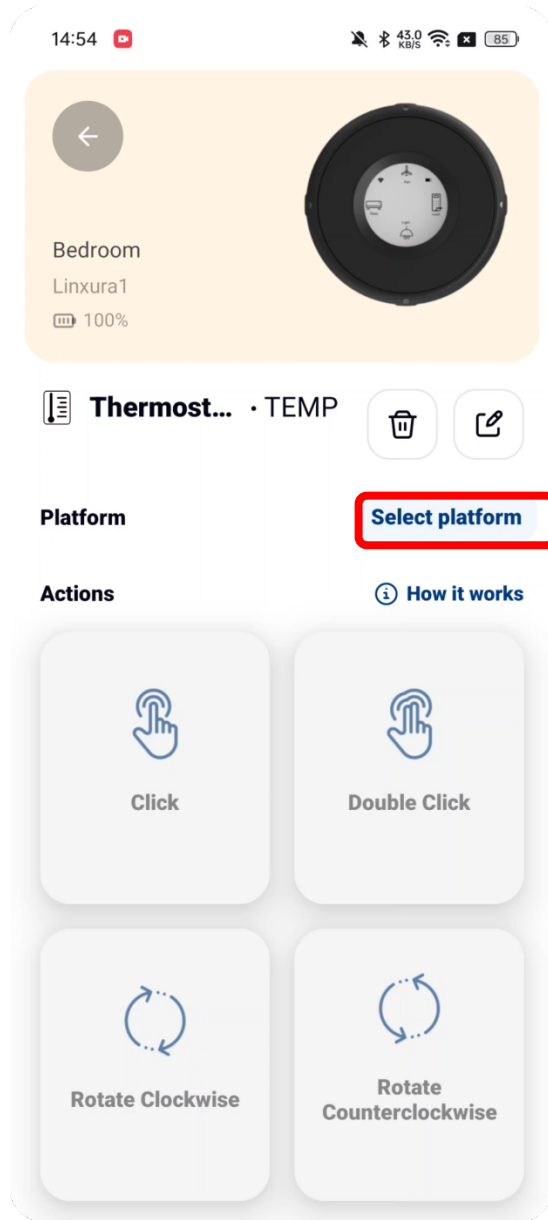 14:54
43.0
KB/S
85
Bedroom
Linxura1
100%
Thermost... · TEMP
Platform
Select platform
Actions
How it works
Click
Double Click
Rotate Clockwise
Rotate
Counterclockwise